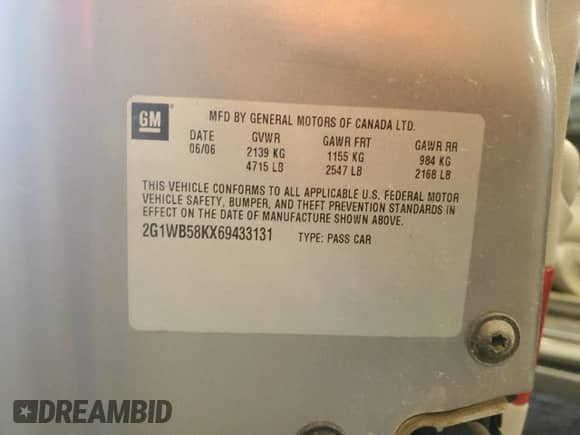 GM
MFD BY GENERAL MOTORS OF CANADA LTD.
DATE GVWR GAWR FRT GAWR RR
06/06 2139 KG 1155 KG 984 KG
4715 LB 2547 LB 2168 LB
THIS VEHICLE CONFORMS TO ALL APPLICABLE U.S. FEDERAL MOTOR
VEHICLE SAFETY, BUMPER, AND THEFT PREVENTION STANDARDS IN
EFFECT ON THE DATE OF MANUFACTURE SHOWN ABOVE.
2G1WB58KX69433131 TYPE: PASS CAR
DREAMBID